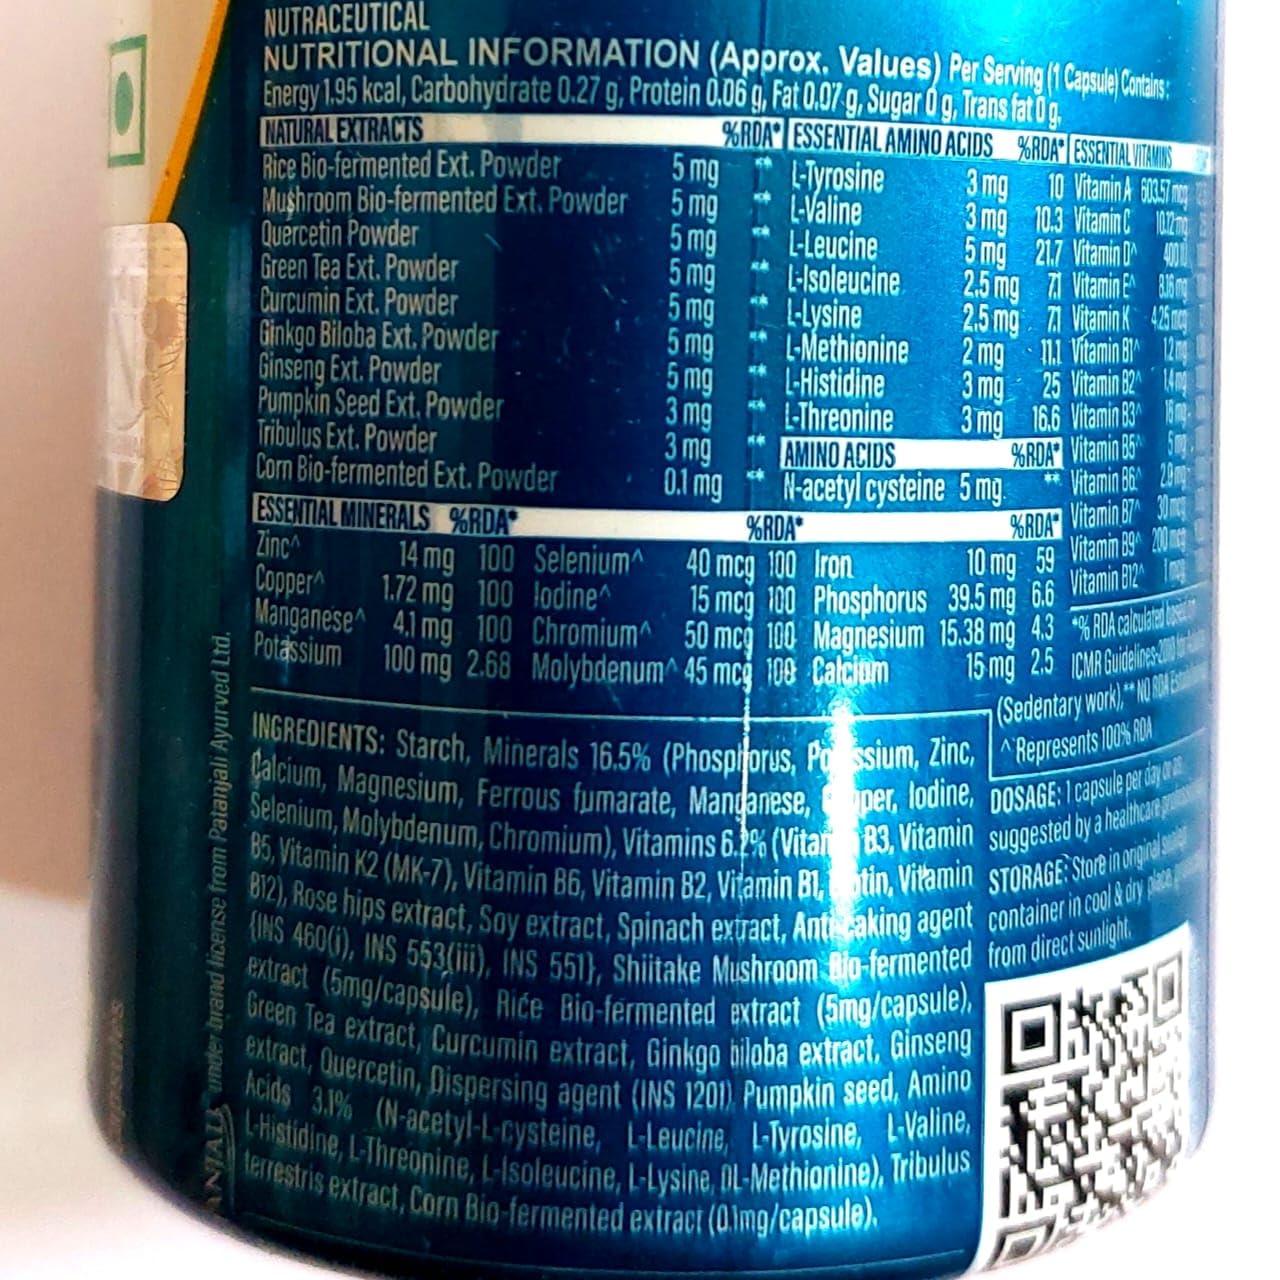 NUTRACEUTICAL
NUTRITIONAL INFORMATION (Approx. Values) Per Serving (1 Capsule) Contains:
Energy 1.95 kcal, Carbohydrate 0.27 g, Protein 0.06 g, Fat 0.07 g, Sugar 0 g, Trans fat 0 g.
NATURAL EXTRACTS %RDA*
Rice Bio-fermented Ext. Powder 5 mg **
Mushroom Bio-fermented Ext. Powder 5 mg **
Quercetin Powder 5 mg **
Green Tea Ext. Powder 5 mg **
Curcumin Ext. Powder 5 mg **
Ginkgo Biloba Ext. Powder 5 mg **
Ginseng Ext. Powder 5 mg **
Pumpkin Seed Ext. Powder 3 mg **
Tribulus Ext. Powder 3 mg **
Corn Bio-fermented Ext. Powder 0.1 mg **
ESSENTIAL AMINO ACIDS %RDA*
L-Tyrosine 3 mg 10
L-Valine 3 mg 10.3
L-Leucine 5 mg 21.7
L-Isoleucine 2.5 mg 7.1
L-Lysine 2.5 mg 7.1
L-Methionine 2 mg 11.1
L-Histidine 3 mg 25
L-Threonine 3 mg 16.6
AMINO ACIDS %RDA*
N-acetyl cysteine 5 mg **
ESSENTIAL VITAMINS
Vitamin A 603.57 mcg
Vitamin C 10.12 mg
Vitamin D^ 400
Vitamin E^ 8.16 mg
Vitamin K 4.25 mcg
Vitamin B1^ 1.2 mg
Vitamin B2^ 1.4 mg
Vitamin B3^ 16 mg
Vitamin B5^ 5 mg
Vitamin B6^
Vitamin B7^ 30 mcg
Vitamin B9^ 200 mcg
Vitamin B12^ 1 mcg
ESSENTIAL MINERALS %RDA* %RDA* %RDA*
Zinc^ 14 mg 100 Selenium^ 40 mcg 100 Iron 10 mg 59
Copper^ 1.72 mg 100 Iodine^ 15 mcg 100 Phosphorus 39.5 mg 6.6
Manganese^ 4.1 mg 100 Chromium^ 50 mcg 100 Magnesium 15.38 mg 4.3
Potassium 100 mg 2.68 Molybdenum^ 45 mcg 100 Calcium 15 mg 2.5
*% RDA calculated
ICMR Guidelines-
(Sedentary work), ** NO RDA
^Represents 100% RDA
INGREDIENTS: Starch, Minerals 16.5% (Phosphorus, Potassium, Zinc,
Calcium, Magnesium, Ferrous fumarate, Manganese, Copper, Iodine,
Selenium, Molybdenum, Chromium), Vitamins 6.2% (Vitamin B3, Vitamin
B5, Vitamin K2 (MK-7), Vitamin B6, Vitamin B2, Vitamin B1, Biotin, Vitamin
B12), Rose hips extract, Soy extract, Spinach extract, Anti-caking agent
{INS 460(i), INS 553(iii), INS 551}, Shiitake Mushroom Bio-fermented
extract (5mg/capsule), Rice Bio-fermented extract (5mg/capsule),
Green Tea extract, Curcumin extract, Ginkgo biloba extract, Ginseng
extract, Quercetin, Dispersing agent (INS 1201) Pumpkin seed, Amino
Acids 3.1% (N-acetyl-L-cysteine, L-Leucine, L-Tyrosine, L-Valine,
L-Histidine, L-Threonine, L-Isoleucine, L-Lysine, DL-Methionine), Tribulus
terrestris extract, Corn Bio-fermented extract (0.1mg/capsule).
DOSAGE: 1 capsule per day or as
suggested by a healthcare
STORAGE: Store in original
container in cool & dry place,
from direct sunlight.
under brand license from Patanjali Ayurved Ltd.